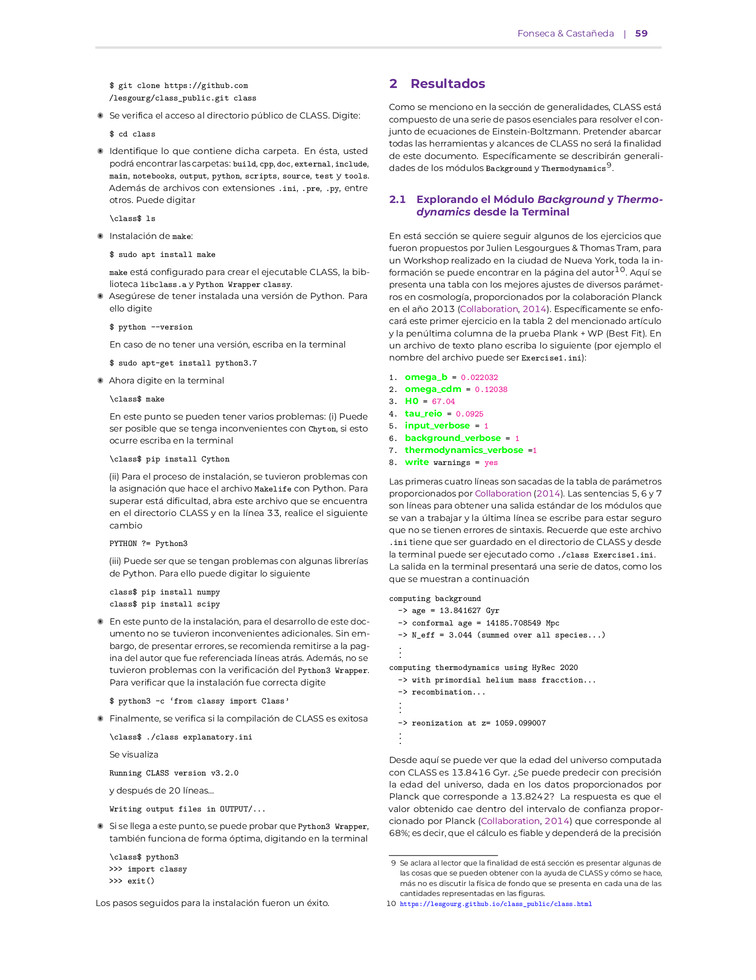 Fonseca & Castañeda | 59
$ git clone https://github.com
/lesgourg/class_public.git class
◉ Se verifica el acceso al directorio público de CLASS. Digite:
$ cd class
◉ Identifique lo que contiene dicha carpeta. En ésta, usted
podrá encontrar las carpetas: build, cpp, doc, external, include,
main, notebooks, output, python, scripts, source, test y tools.
Además de archivos con extensiones .ini, .pre, .py, entre
otros. Puede digitar
\class$ ls
◉ Instalación de make:
$ sudo apt install make
make está configurado para crear el ejecutable CLASS, la bib-
lioteca libclass.a y Python Wrapper classy.
◉ Asegúrese de tener instalada una versión de Python. Para
ello digite
$ python --version
En caso de no tener una versión, escriba en la terminal
$ sudo apt-get install python3.7
◉ Ahora digite en la terminal
\class$ make
En este punto se pueden tener varios problemas: (i) Puede
ser posible que se tenga inconvenientes con Chyton, si esto
ocurre escriba en la terminal
\class$ pip install Cython
(ii) Para el proceso de instalación, se tuvieron problemas con
la asignación que hace el archivo Makelife con Python. Para
superar está dificultad, abra este archivo que se encuentra
en el directorio CLASS y en la línea 33, realice el siguiente
cambio
PYTHON ?= Python3
(iii) Puede ser que se tengan problemas con algunas librerías
de Python. Para ello puede digitar lo siguiente
class$ pip install numpy
class$ pip install scipy
◉ En este punto de la instalación, para el desarrollo de este doc-
umento no se tuvieron inconvenientes adicionales. Sin em-
bargo, de presentar errores, se recomienda remitirse a la pag-
ina del autor que fue referenciada líneas atrás. Además, no se
tuvieron problemas con la verificación del Python3 Wrapper.
Para verificar que la instalación fue correcta digite
$ python3 -c 'from classy import Class'
◉ Finalmente, se verifica si la compilación de CLASS es exitosa
\class$ ./class explanatory.ini
Se visualiza
Running CLASS version v3.2.0
y después de 20 líneas...
Writing output files in OUTPUT/...
◉ Si se llega a este punto, se puede probar que Python3 Wrapper,
también funciona de forma óptima, digitando en la terminal
\class$ python3
>>> import classy
>>> exit()
Los pasos seguidos para la instalación fueron un éxito.
2 Resultados
Como se menciono en la sección de generalidades, CLASS está
compuesto de una serie de pasos esenciales para resolver el con-
junto de ecuaciones de Einstein-Boltzmann. Pretender abarcar
todas las herramientas y alcances de CLASS no será la finalidad
de este documento. Específicamente se describirán generali-
dades de los módulos Background y Thermodynamics9.
2.1 Explorando el Módulo Background y Thermo-
dynamics desde la Terminal
En está sección se quiere seguir algunos de los ejercicios que
fueron propuestos por Julien Lesgourgues & Thomas Tram, para
un Workshop realizado en la ciudad de Nueva York, toda la in-
formación se puede encontrar en la página del autor10. Aquí se
presenta una tabla con los mejores ajustes de diversos parámet-
ros en cosmología, proporcionados por la colaboración Planck
en el año 2013 (Collaboration, 2014). Específicamente se enfo-
cará este primer ejercicio en la tabla 2 del mencionado artículo
y la penúltima columna de la prueba Plank + WP (Best Fit). En
un archivo de texto plano escriba lo siguiente (por ejemplo el
nombre del archivo puede ser Exercise1.ini):
1. omega_b = 0.022032
2. omega_cdm = 0.12038
3. H0 = 67.04
4. tau_reio = 0.0925
5. input_verbose = 1
6. background_verbose = 1
7. thermodynamics_verbose =1
8. write warnings = yes
Las primeras cuatro líneas son sacadas de la tabla de parámetros
proporcionados por Collaboration (2014). Las sentencias 5, 6 y 7
son líneas para obtener una salida estándar de los módulos que
se van a trabajar y la última línea se escribe para estar seguro
que no se tienen errores de sintaxis. Recuerde que este archivo
.ini tiene que ser guardado en el directorio de CLASS y desde
la terminal puede ser ejecutado como ./class Exercise1.ini.
La salida en la terminal presentará una serie de datos, como los
que se muestran a continuación
computing background
-> age = 13.841627 Gyr
-> conformal age = 14185.708549 Mpc
-> N_eff = 3.044 (summed over all species...)
⋮
computing thermodynamics using HyRec 2020
-> with primordial helium mass fracction...
-> recombination...
⋮
-> reonization at z= 1059.099007
⋮
Desde aquí se puede ver que la edad del universo computada
con CLASS es 13.8416 Gyr. ¿Se puede predecir con precisión
la edad del universo, dada en los datos proporcionados por
Planck que corresponde a 13.8242? La respuesta es que el
valor obtenido cae dentro del intervalo de confianza propor-
cionado por Planck (Collaboration, 2014) que corresponde al
68%; es decir, que el cálculo es fiable y dependerá de la precisión
9 Se aclara al lector que la finalidad de está sección es presentar algunas de
las cosas que se pueden obtener con la ayuda de CLASS y cómo se hace,
más no es discutir la física de fondo que se presenta en cada una de las
cantidades representadas en las figuras.
10 https://lesgourg.github.io/class_public/class.html